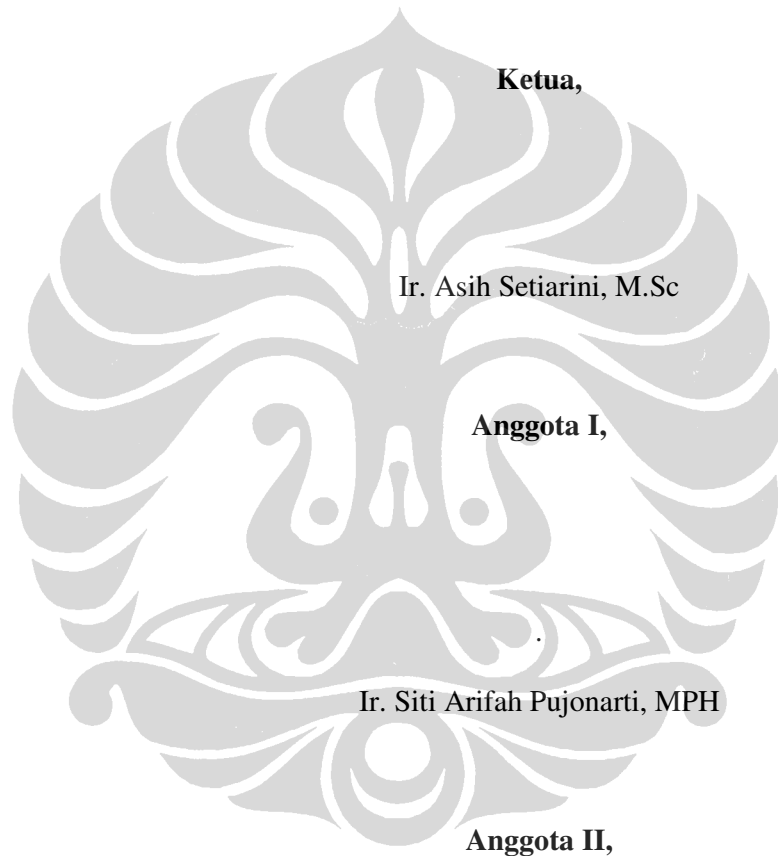 Ketua,
Ir. Asih Setiarini, M.Sc
Anggota I,
.
Ir. Siti Arifah Pujonarti, MPH
Anggota II,